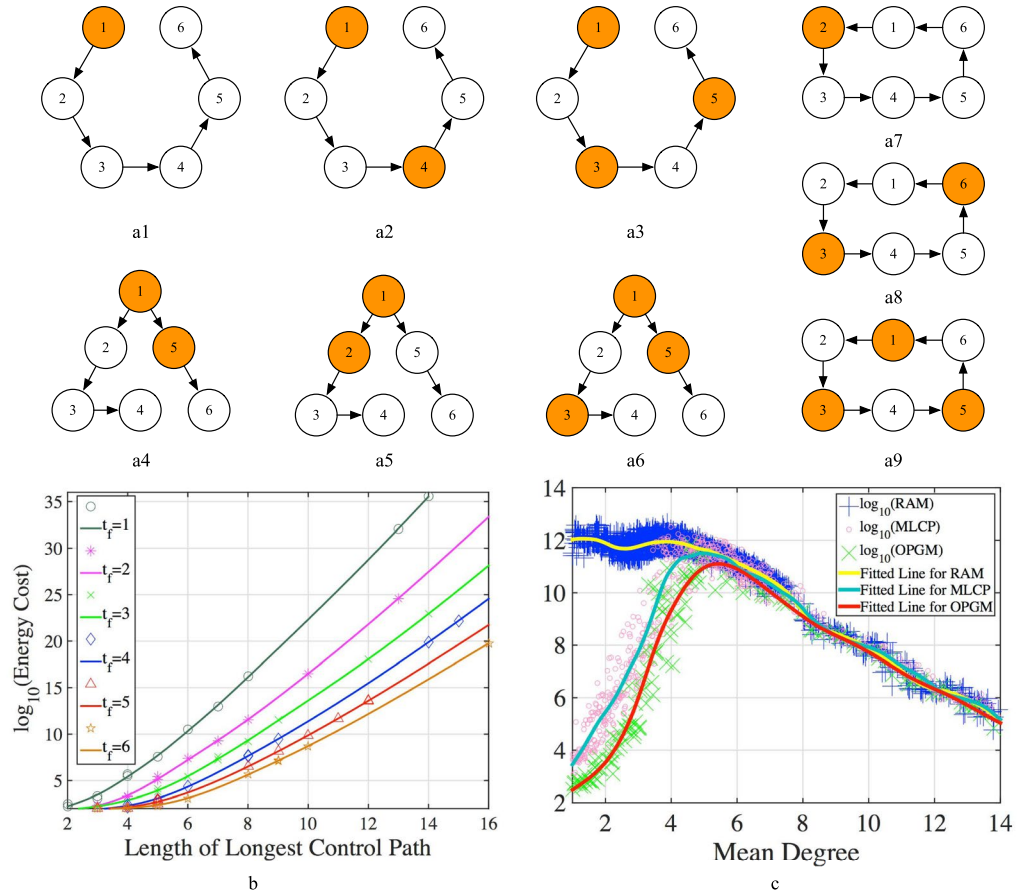 1 6 2 5 3 4
a1
1 6 2 5 3 4
a2
1 6 2 5 3 4
a3
2 1 6
3 4 5
a7
2 1 6
3 4 5
a8
2 1 6
3 4 5
a9
1
2 5
3 4 6
a4
1
2 5
3 4 6
a5
1
2 5
3 4 6
a6
35
30
25
20
15
10
5
log10(Energy Cost)
t_f=1
t_f=2
t_f=3
t_f=4
t_f=5
t_f=6
2 4 6 8 10 12 14 16
Length of Longest Control Path
b
14
12
10
8
6
4
2
log10(RAM)
log10(MLCP)
log10(OPGM)
Fitted Line for RAM
Fitted Line for MLCP
Fitted Line for OPGM
2 4 6 8 10 12 14
Mean Degree
c